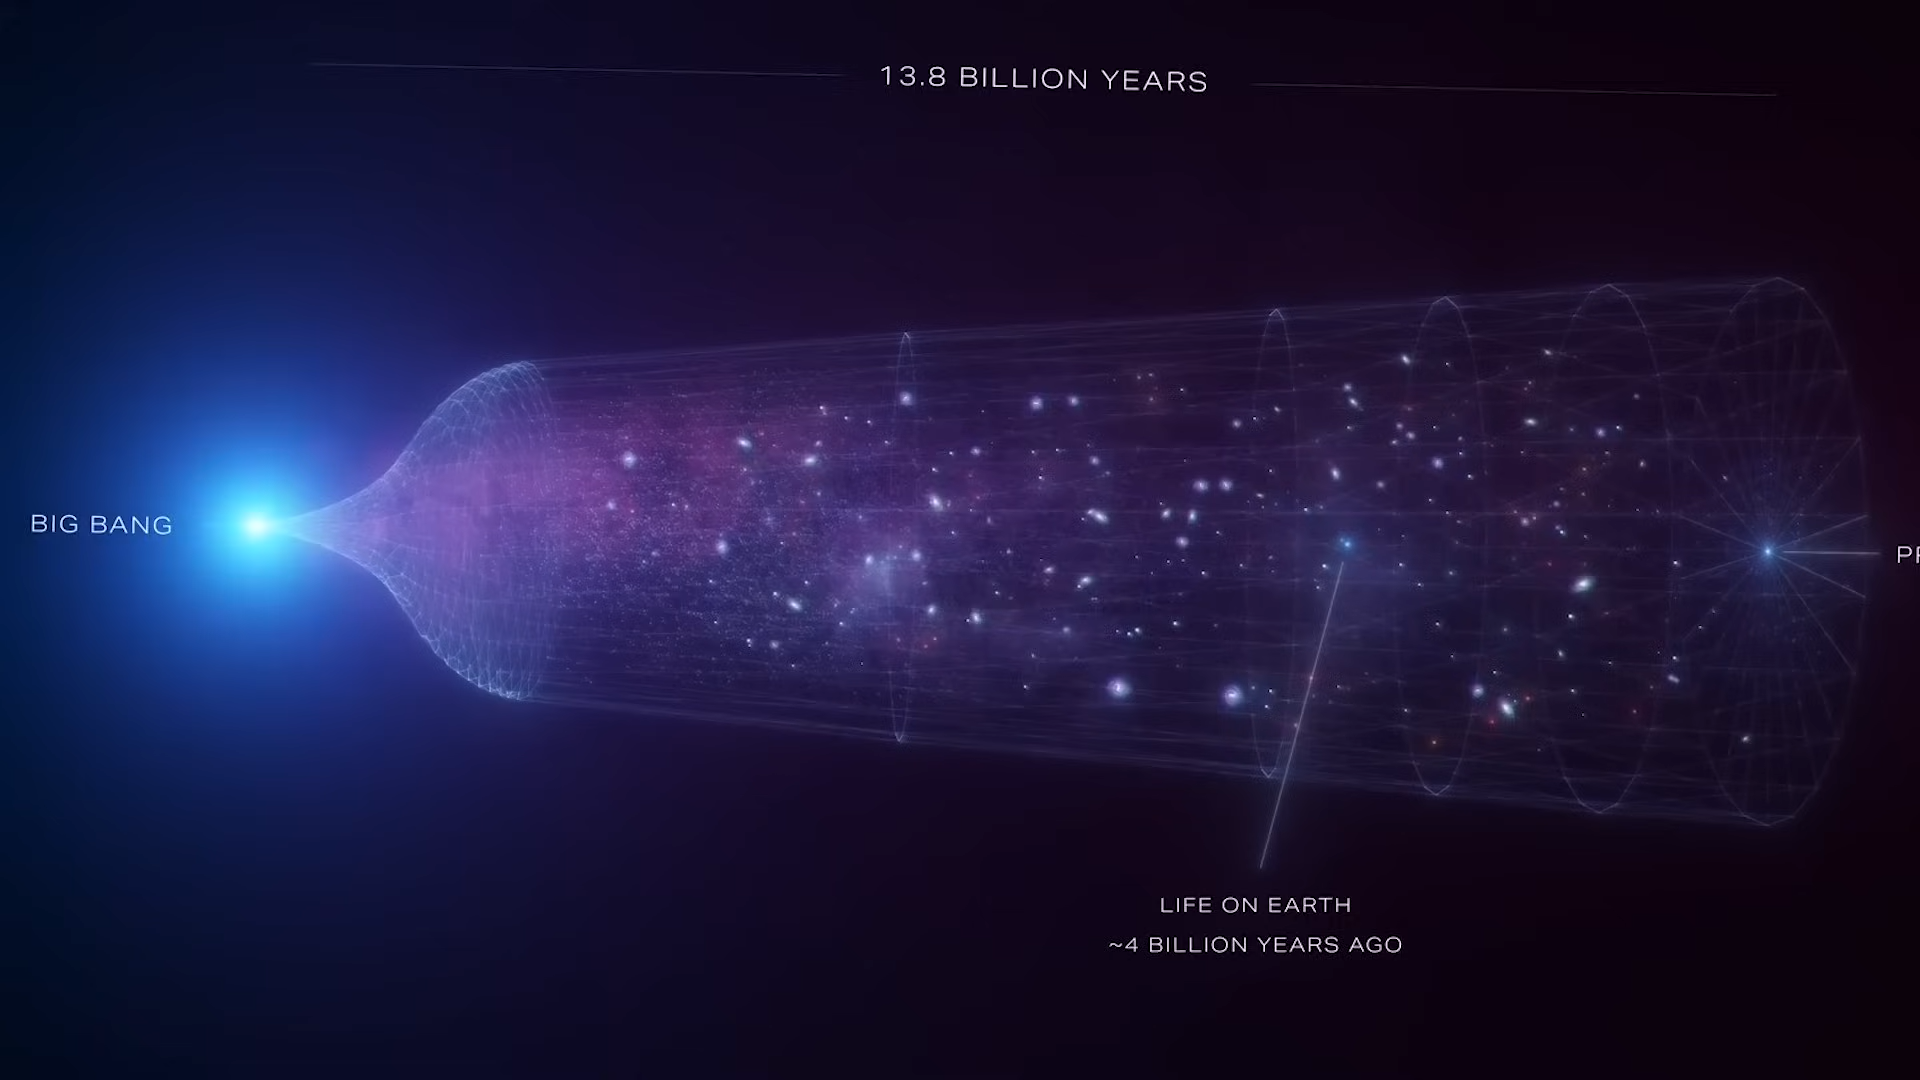 13.8 BILLION YEARS
BIG BANG
LIFE ON EARTH
~4 BILLION YEARS AGO